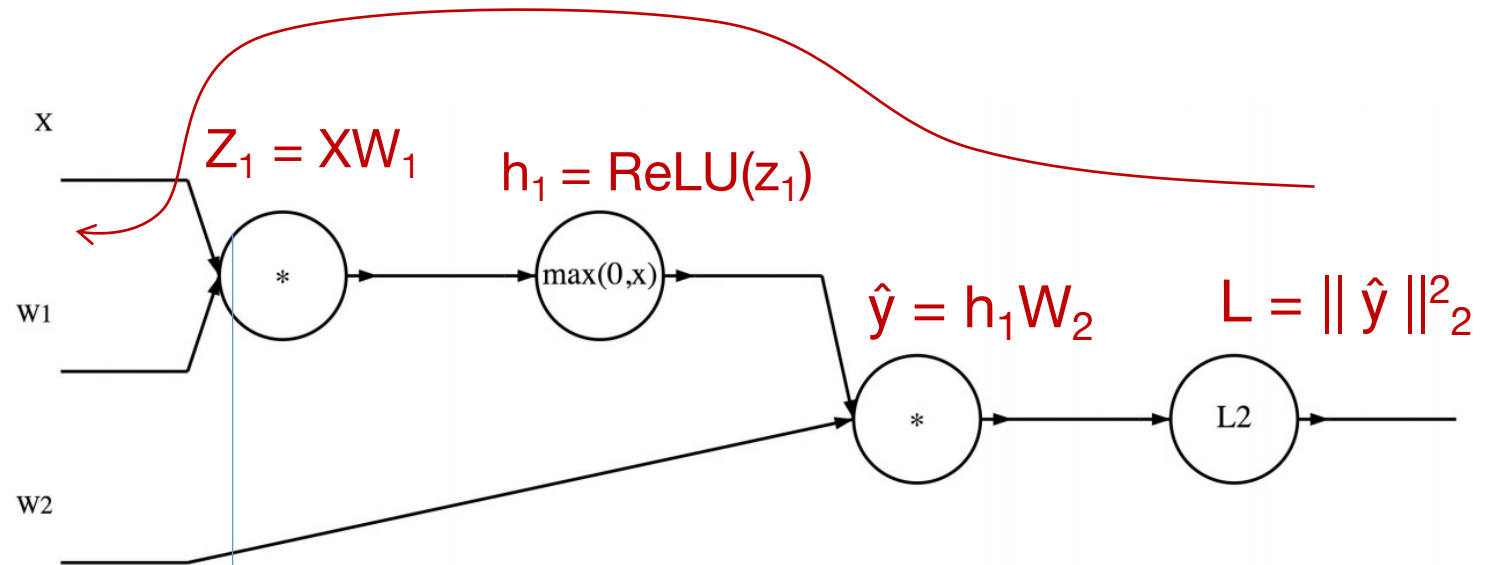 X
Z₁ = XW₁
h₁ = ReLU(z₁)
*
max(0,x)
W1
ŷ = h₁W₂
L = || ŷ ||²₂
*
L2
W2